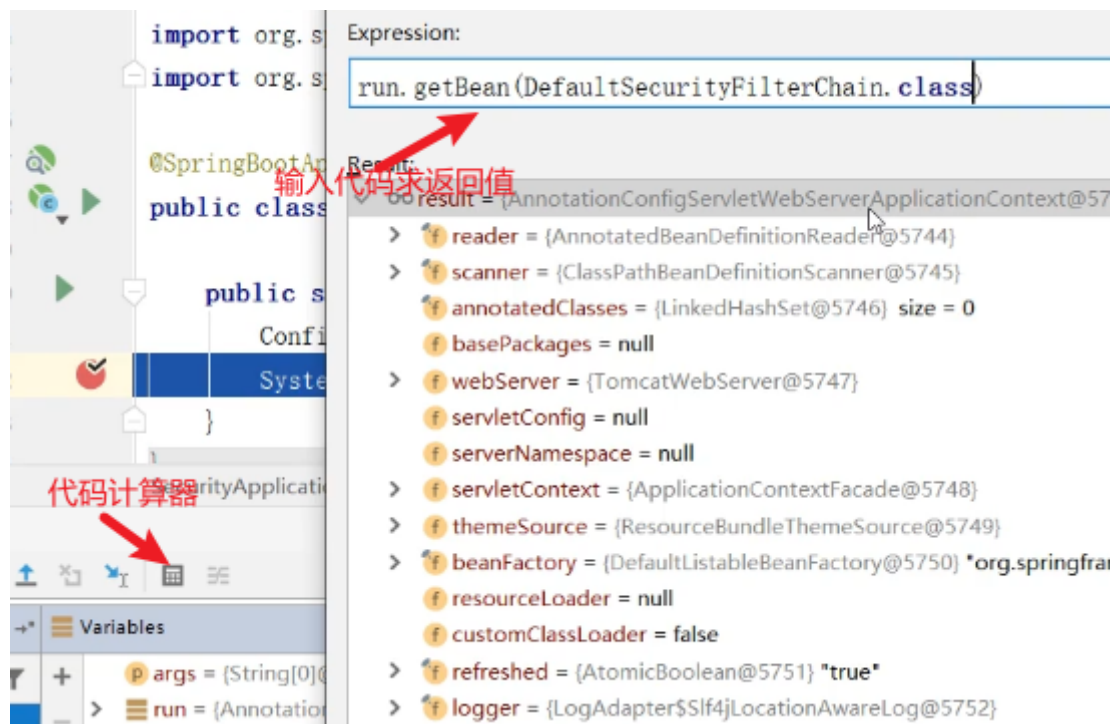 import org.s
import org.s
@SpringBootAp
public class
public s
Confi
Syste
}
SecurityApplicatio
代码计算器
Variables
args = {String[0]@
run = {Annotation
Expression:
run.getBean(DefaultSecurityFilterChain.class)
Result:
输入代码求返回值
oo result = {AnnotationConfigServletWebServerApplicationContext@57
reader = {AnnotatedBeanDefinitionReader@5744}
scanner = {ClassPathBeanDefinitionScanner@5745}
annotatedClasses = {LinkedHashSet@5746} size = 0
basePackages = null
webServer = {TomcatWebServer@5747}
servletConfig = null
serverNamespace = null
servletContext = {ApplicationContextFacade@5748}
themeSource = {ResourceBundleThemeSource@5749}
beanFactory = {DefaultListableBeanFactory@5750} "org.springfra
resourceLoader = null
customClassLoader = false
refreshed = {AtomicBoolean@5751} "true"
logger = {LogAdapter$Slf4jLocationAwareLog@5752}